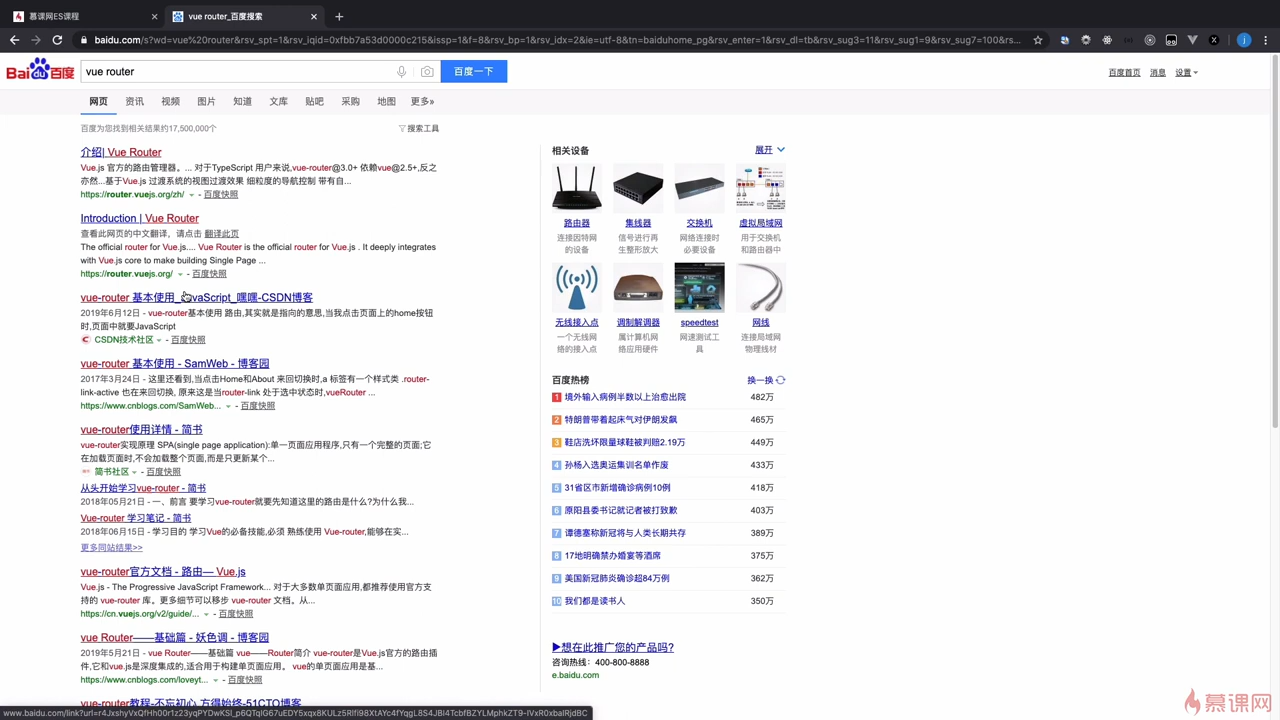 慕课网ES课程
vue router_百度搜索
baidu.com/s?wd=vue%20router&rsv_spt=1&rsv_iqid=0xfbb7a53d0000c215&issp=1&f=8&rsv_bp=1&rsv_idx=2&ie=utf-8&tn=baiduhome_pg&rsv_enter=1&rsv_dl=tb&rsv_sug3=11&rsv_sug1=9&rsv_sug7=100&rs...
Bai 百度
vue router
百度一下
百度首页 消息 设置
网页 资讯 视频 图片 知道 文库 贴吧 采购 地图 更多»
百度为您找到相关结果约17,500,000个
搜索工具
介绍| Vue Router
Vue.js 官方的路由管理器。... 对于TypeScript 用户来说,vue-router@3.0+ 依赖vue@2.5+,反之
亦然...基于Vue.js 过渡系统的视图过渡效果 细粒度的导航控制 带有自...
https://router.vuejs.org/zh/ - 百度快照
Introduction | Vue Router
查看此网页的中文翻译，请点击 翻译此页
The official router for Vue.js.... Vue Router is the official router for Vue.js . It deeply integrates
with Vue.js core to make building Single Page ...
https://router.vuejs.org/ - 百度快照
vue-router 基本使用_JavaScript_嘿嘿-CSDN博客
2019年6月12日 - vue-router基本使用 路由,其实就是指向的意思,当我点击页面上的home按钮
时,页面中就要JavaScript
CSDN技术社区 - 百度快照
vue-router 基本使用 - SamWeb - 博客园
2017年3月24日 - 这里还看到,当点击Home和About 来回切换时,a 标签有一个样式类 .router-
link-active 也在来回切换, 原来这是当router-link 处于选中状态时,vueRouter ...
https://www.cnblogs.com/SamWeb... - 百度快照
vue-router使用详情 - 简书
vue-router实现原理 SPA(single page application):单一页面应用程序,只有一个完整的页面;它
在加载页面时,不会加载整个页面,而是只更新某个...
简书社区 - 百度快照
从头开始学习vue-router - 简书
2018年05月21日 - 一、前言 要学习vue-router就要先知道这里的路由是什么?为什么我...
Vue-router 学习笔记 - 简书
2018年06月15日 - 学习目的 学习Vue的必备技能,必须 熟练使用 Vue-router,能够在实...
更多同站结果>>
vue-router官方文档 - 路由— Vue.js
Vue.js - The Progressive JavaScript Framework... 对于大多数单页面应用,都推荐使用官方支
持的 vue-router 库。更多细节可以移步 vue-router 文档。从...
https://cn.vuejs.org/v2/guide/... - 百度快照
vue Router——基础篇 - 妖色调 - 博客园
2019年5月21日 - vue Router——基础篇 vue——Router简介 vue-router是Vue.js官方的路由插
件,它和vue.js是深度集成的,适合用于构建单页面应用。 vue的单页面应用是基...
https://www.cnblogs.com/loveyt... - 百度快照
vue-router教程-不忘初心,方得始终-51CTO博客
相关设备
展开
路由器 集线器 交换机 虚拟局域网
连接因特网 信号进行再 网络连接时 用于交换机
的设备 生整形放大 必要设备 和路由器中
无线接入点 调制解调器 speedtest 网线
一个无线网 属计算机网 网速测试工 连接局域网
络的接入点 络应用硬件 具 物理线材
百度热榜
换一换
1 境外输入病例半数以上治愈出院 482万
2 特朗普带着起床气对伊朗发飙 465万
3 鞋店洗坏限量球鞋被判赔2.19万 449万
4 孙杨入选奥运集训名单作废 433万
5 31省区市新增确诊病例10例 418万
6 原阳县委书记就记者被打致歉 403万
7 谭德塞称新冠将与人类长期共存 389万
8 17地明确禁办婚宴等酒席 375万
9 美国新冠肺炎确诊超84万例 362万
10 我们都是读书人 350万
▶想在此推广您的产品吗?
咨询热线：400-800-8888
e.baidu.com
慕课网